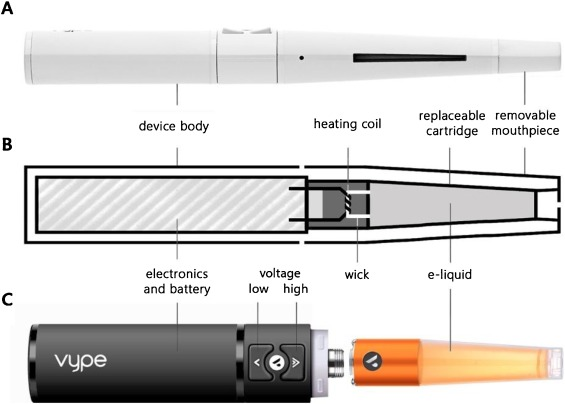 A
device body
heating coil
replaceable
cartridge
removable
mouthpiece
B
electronics
and battery
voltage
low high
wick
e-liquid
C
vype